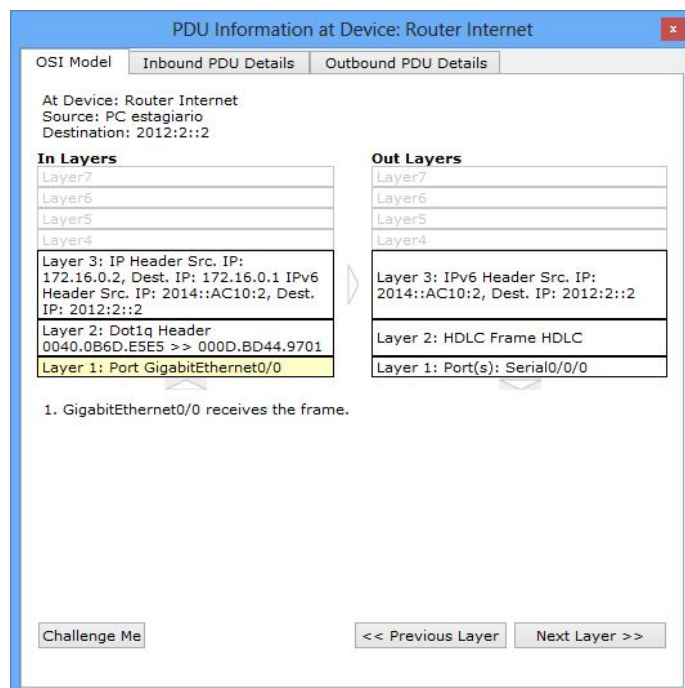 PDU Information at Device: Router Internet
x
OSI Model
Inbound PDU Details
Outbound PDU Details
At Device: Router Internet
Source: PC estagiario
Destination: 2012:2::2
In Layers
Layer7
Layer6
Layer5
Layer4
Layer 3: IP Header Src. IP:
172.16.0.2, Dest. IP: 172.16.0.1 IPv6
Header Src. IP: 2014::AC10:2, Dest.
IP: 2012:2::2
Layer 2: Dot1q Header
0040.0B6D.E5E5 >> 000D.BD44.9701
Layer 1: Port GigabitEthernet0/0
Out Layers
Layer7
Layer6
Layer5
Layer4
Layer 3: IPv6 Header Src. IP:
2014::AC10:2, Dest. IP: 2012:2::2
Layer 2: HDLC Frame HDLC
Layer 1: Port(s): Serial0/0/0
1. GigabitEthernet0/0 receives the frame.
Challenge Me
<< Previous Layer
Next Layer >>